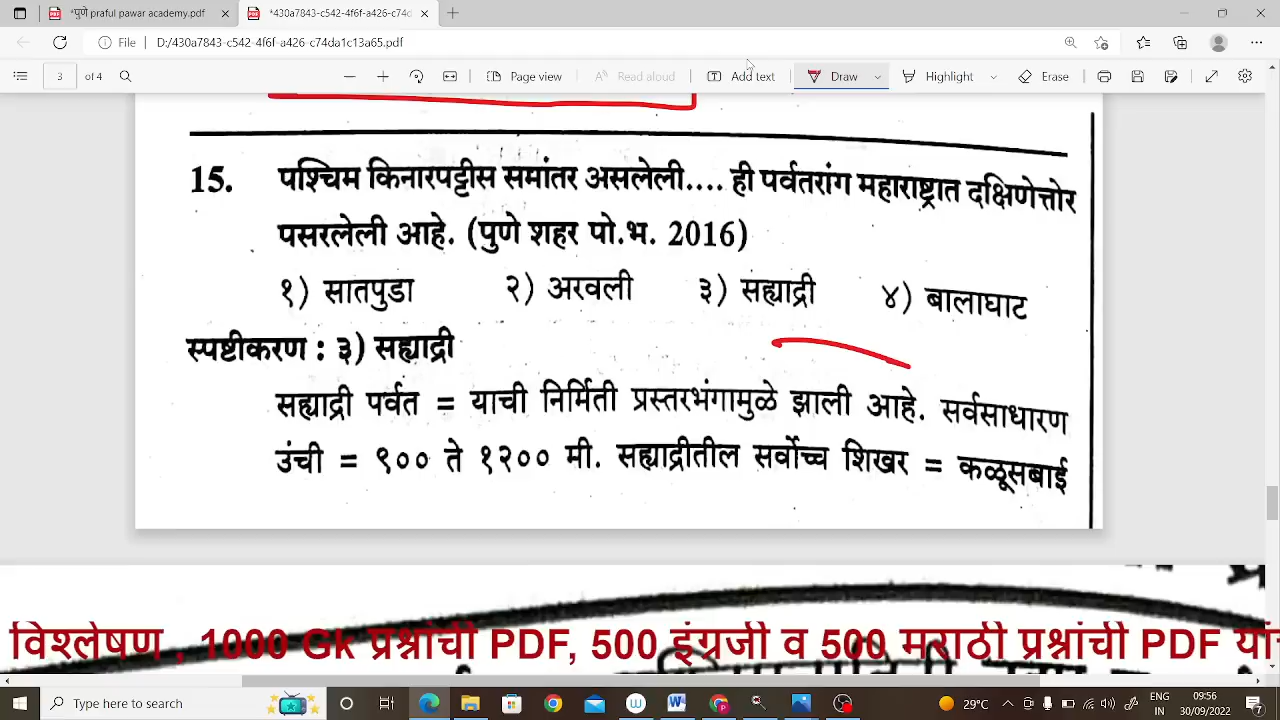 *पुणे praful pawar academy.pdf
*430a7843-c542-4f6f-a426-c74d
File D:/430a7843-c542-4f6f-a426-c74da1c13a65.pdf
3 of 4 Page view Read aloud Add text Draw Highlight Erase
15. पश्चिम किनारपट्टीस समांतर असलेली.... ही पर्वतरांग महाराष्ट्रात दक्षिणेत्तोर
पसरलेली आहे. (पुणे शहर पो.भ. 2016)
१) सातपुडा २) अरवली ३) सह्याद्री ४) बालाघाट
स्पष्टीकरण : ३) सह्याद्री
सह्याद्री पर्वत = याची निर्मिती प्रस्तरभंगामुळे झाली आहे. सर्वसाधारण
उंची = ९०० ते १२०० मी. सह्याद्रीतील सर्वोच्च शिखर = कळ्ळूसबाई
विश्लेषण , 1000 Gk प्रश्नांची PDF, 500 इंग्रजी व 500 मराठी प्रश्नांची PDF यां
Type here to search 29°C ENG 09:56
IN 30/09/2022